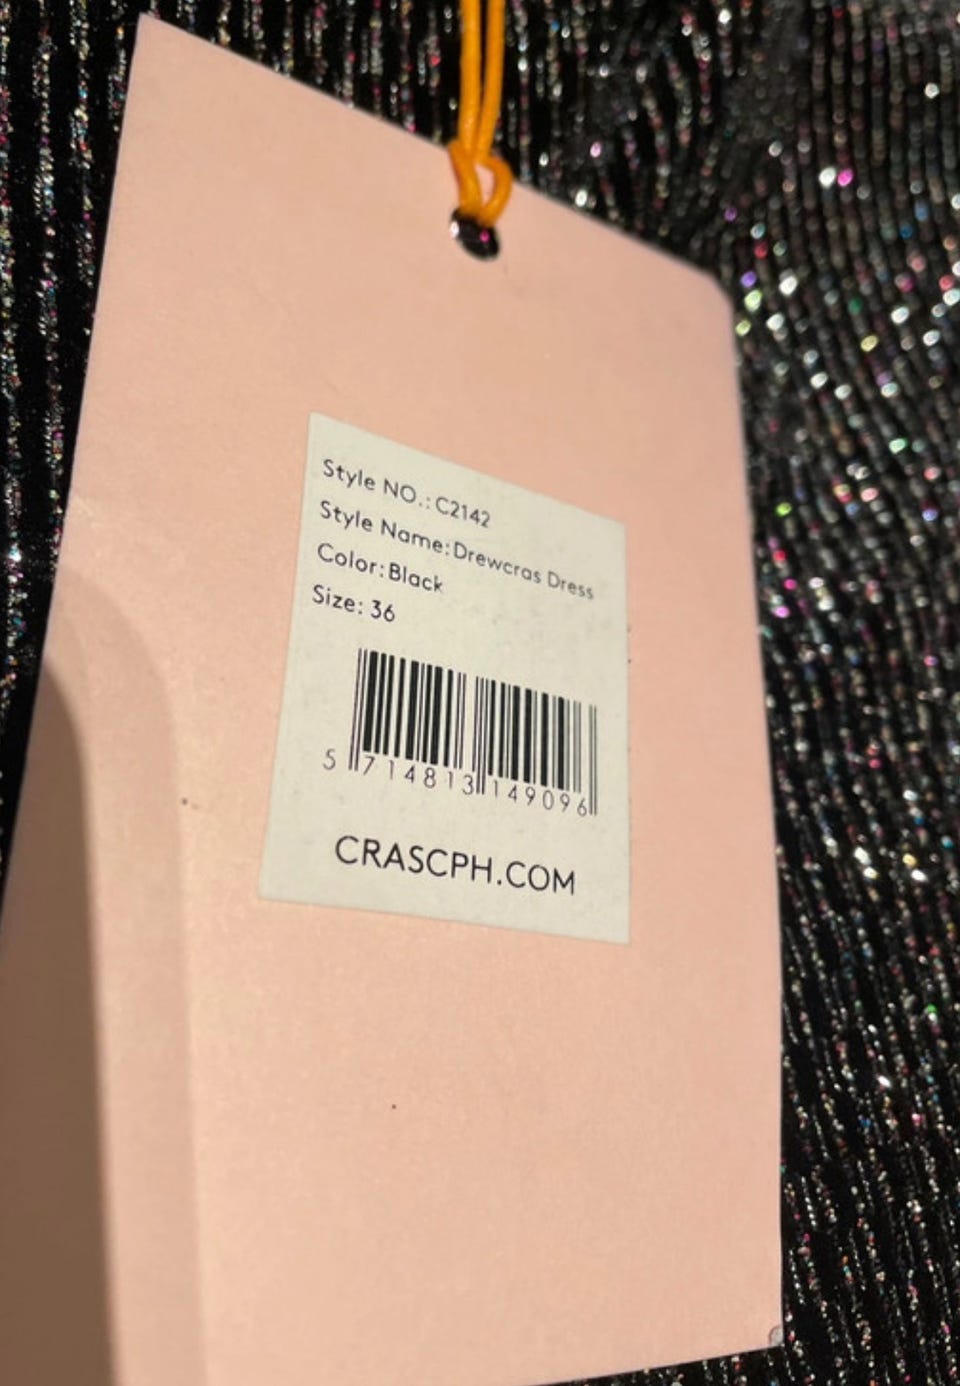 Style NO.: C2142
Style Name: Drewcras Dress
Color: Black
Size: 36
5 714813 149096
CRASCPH.COM